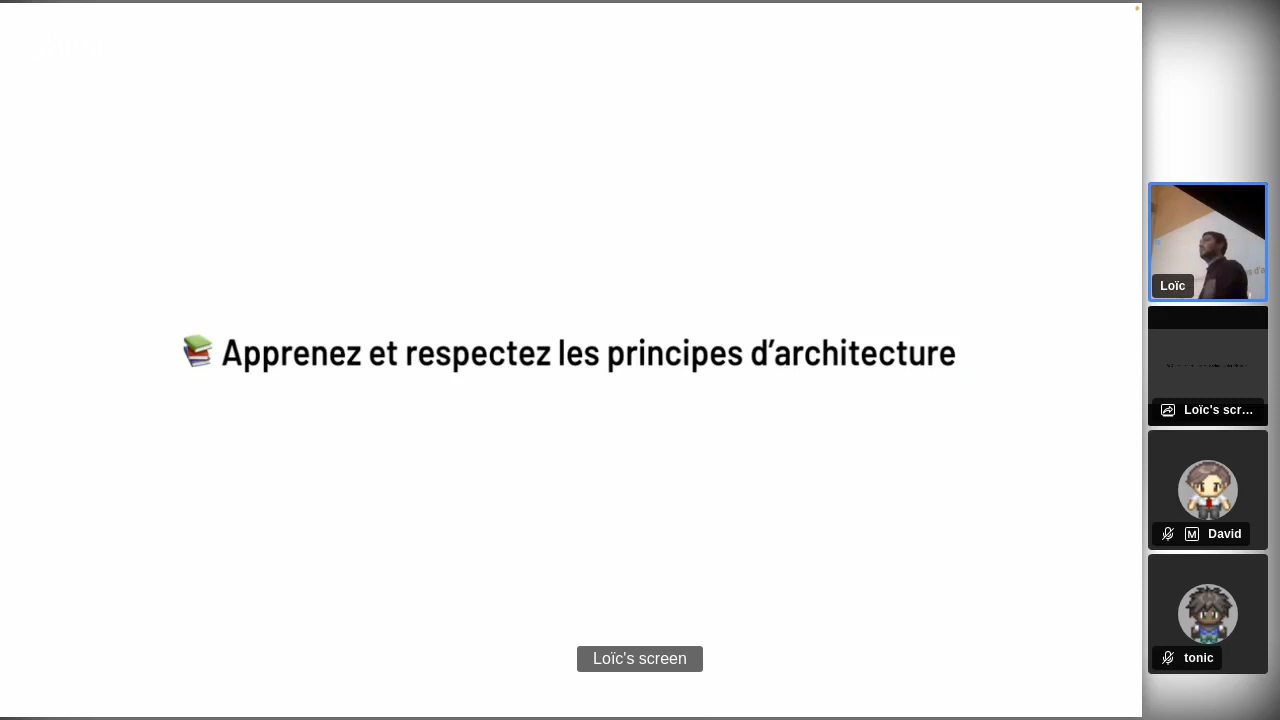 Apprenez et respectez les principes d’architecture
Loïc's screen
Loïc
Loïc's scr…
M David
tonic